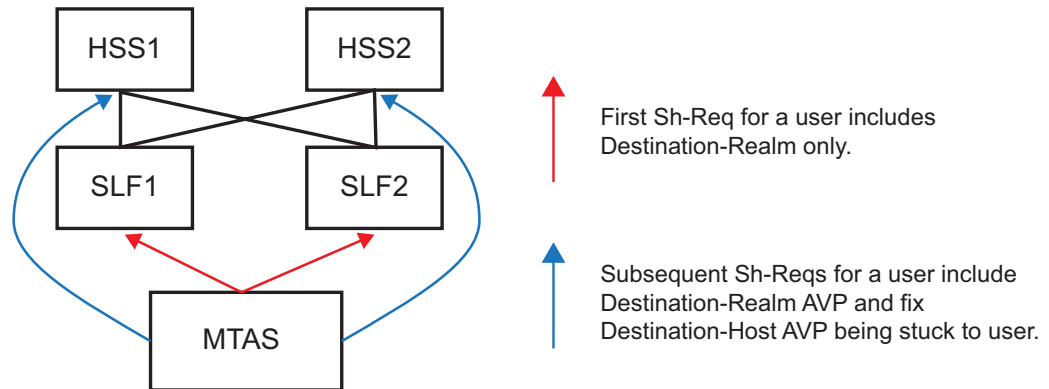 HSS1
HSS2
SLF1
SLF2
MTAS
First Sh-Req for a user includes
Destination-Realm only.
Subsequent Sh-Reqs for a user include
Destination-Realm AVP and fix
Destination-Host AVP being stuck to user.